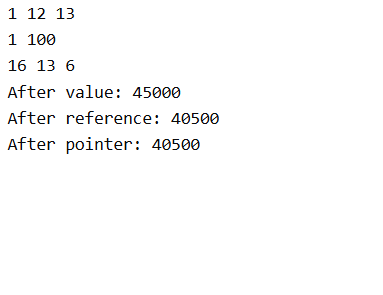 1 12 13
1 100
16 13 6
After value: 45000
After reference: 40500
After pointer: 40500